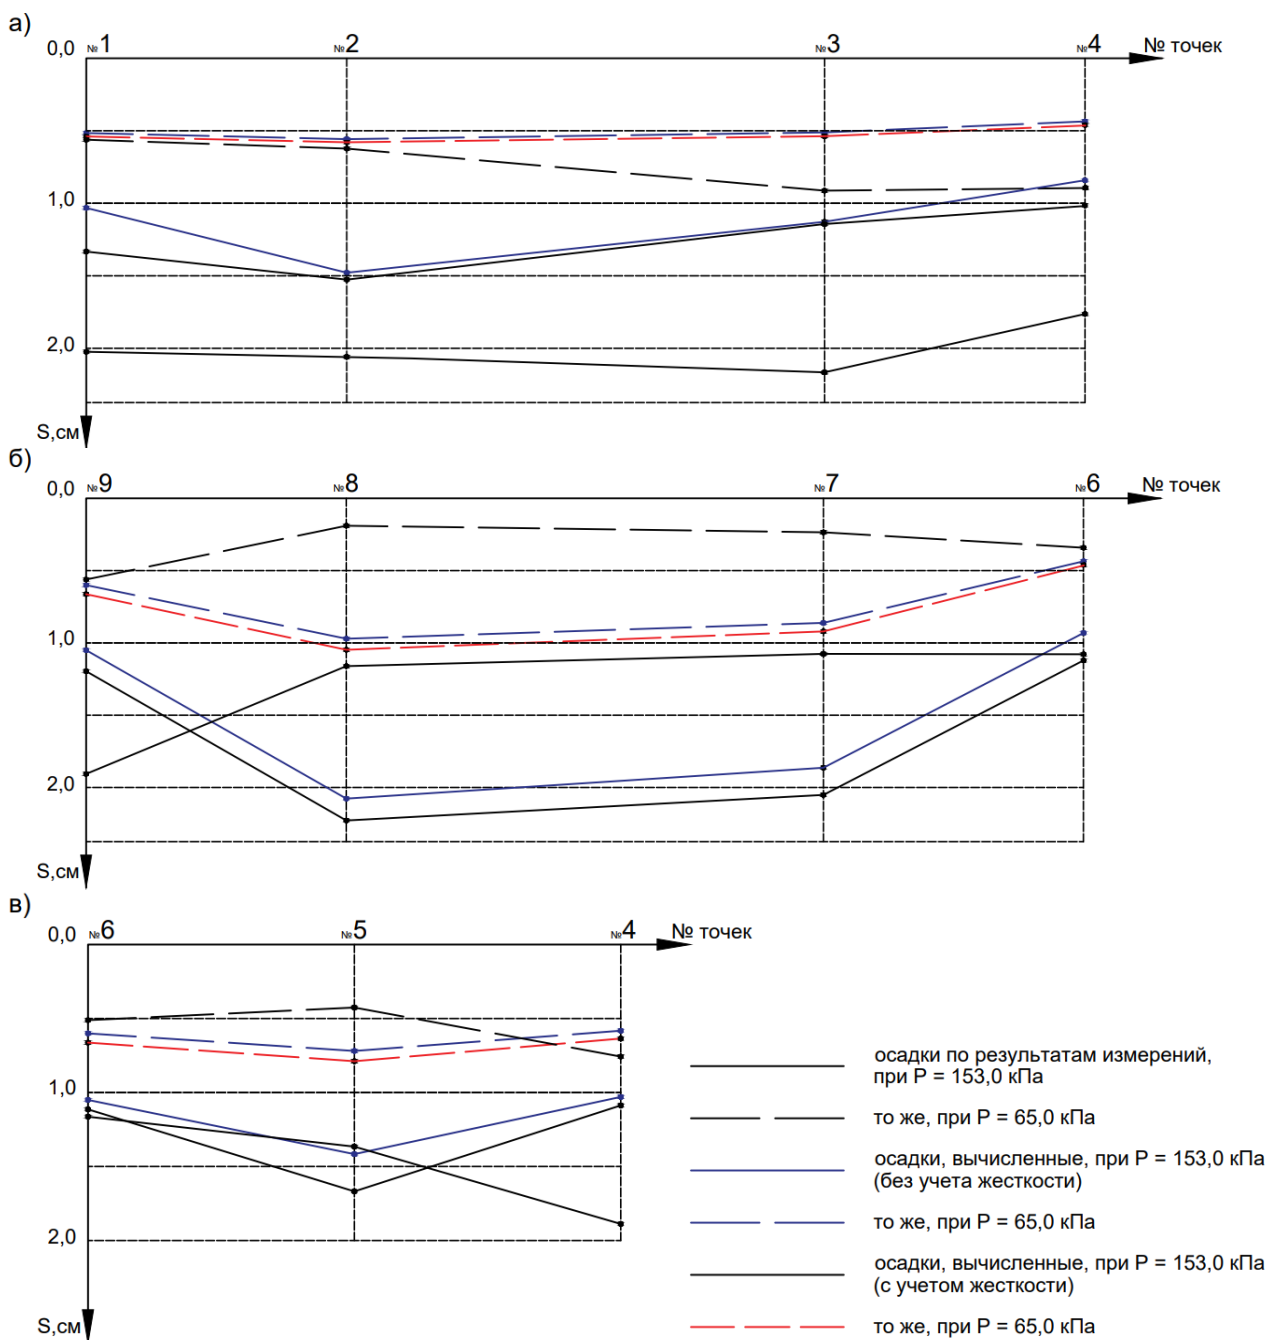 а)
0,0 №1 №2 №3 №4 № точек
1,0
2,0
S,см
б)
0,0 №9 №8 №7 №6 № точек
1,0
2,0
S,см
в)
0,0 №6 №5 №4 № точек
1,0
2,0
S,см
осадки по результатам измерений,
при P = 153,0 кПа
то же, при P = 65,0 кПа
осадки, вычисленные, при P = 153,0 кПа
(без учета жесткости)
то же, при P = 65,0 кПа
осадки, вычисленные, при P = 153,0 кПа
(с учетом жесткости)
то же, при P = 65,0 кПа